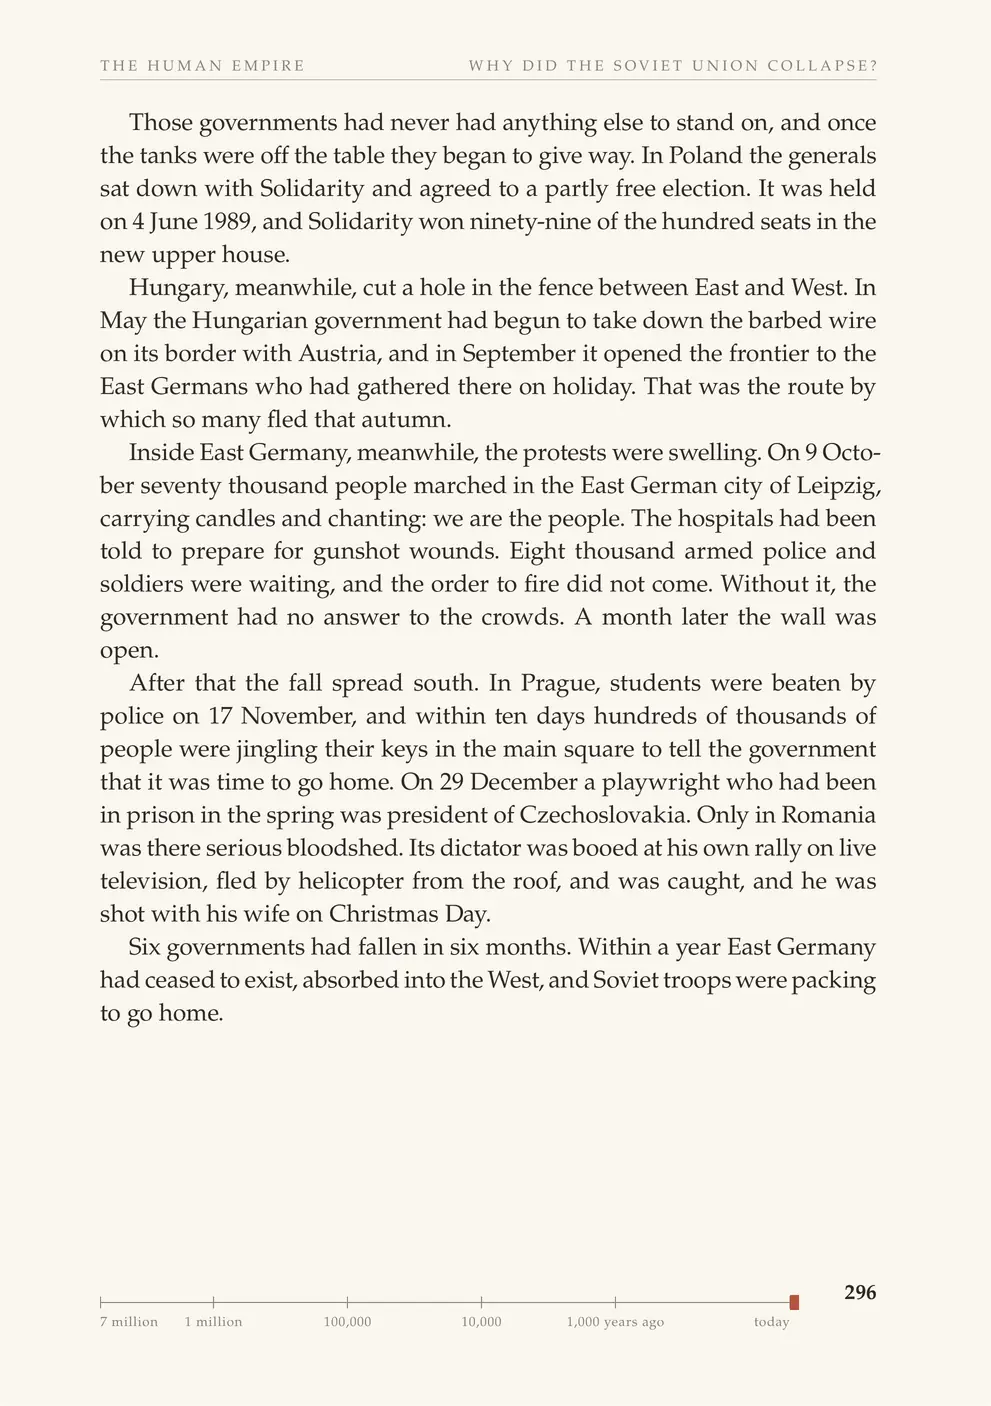 THE HUMAN EMPIRE
WHY DID THE SOVIET UNION COLLAPSE?
Those governments had never had anything else to stand on, and once
the tanks were off the table they began to give way. In Poland the generals
sat down with Solidarity and agreed to a partly free election. It was held
on 4 June 1989, and Solidarity won ninety-nine of the hundred seats in the
new upper house.
Hungary, meanwhile, cut a hole in the fence between East and West. In
May the Hungarian government had begun to take down the barbed wire
on its border with Austria, and in September it opened the frontier to the
East Germans who had gathered there on holiday. That was the route by
which so many fled that autumn.
Inside East Germany, meanwhile, the protests were swelling. On 9 Octo-
ber seventy thousand people marched in the East German city of Leipzig,
carrying candles and chanting: we are the people. The hospitals had been
told to prepare for gunshot wounds. Eight thousand armed police and
soldiers were waiting, and the order to fire did not come. Without it, the
government had no answer to the crowds. A month later the wall was
open.
After that the fall spread south. In Prague, students were beaten by
police on 17 November, and within ten days hundreds of thousands of
people were jingling their keys in the main square to tell the government
that it was time to go home. On 29 December a playwright who had been
in prison in the spring was president of Czechoslovakia. Only in Romania
was there serious bloodshed. Its dictator was booed at his own rally on live
television, fled by helicopter from the roof, and was caught, and he was
shot with his wife on Christmas Day.
Six governments had fallen in six months. Within a year East Germany
had ceased to exist, absorbed into the West, and Soviet troops were packing
to go home.
296
7 million 1 million 100,000 10,000 1,000 years ago today